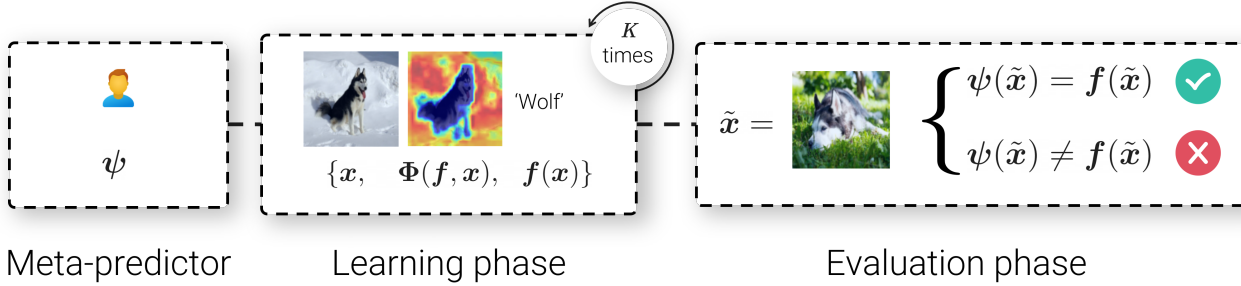 ψ
Meta-predictor
K
times
'Wolf'
{x, Φ(f, x), f(x)}
Learning phase
x̃ =
{
ψ(x̃) = f(x̃)
ψ(x̃) ≠ f(x̃)
Evaluation phase